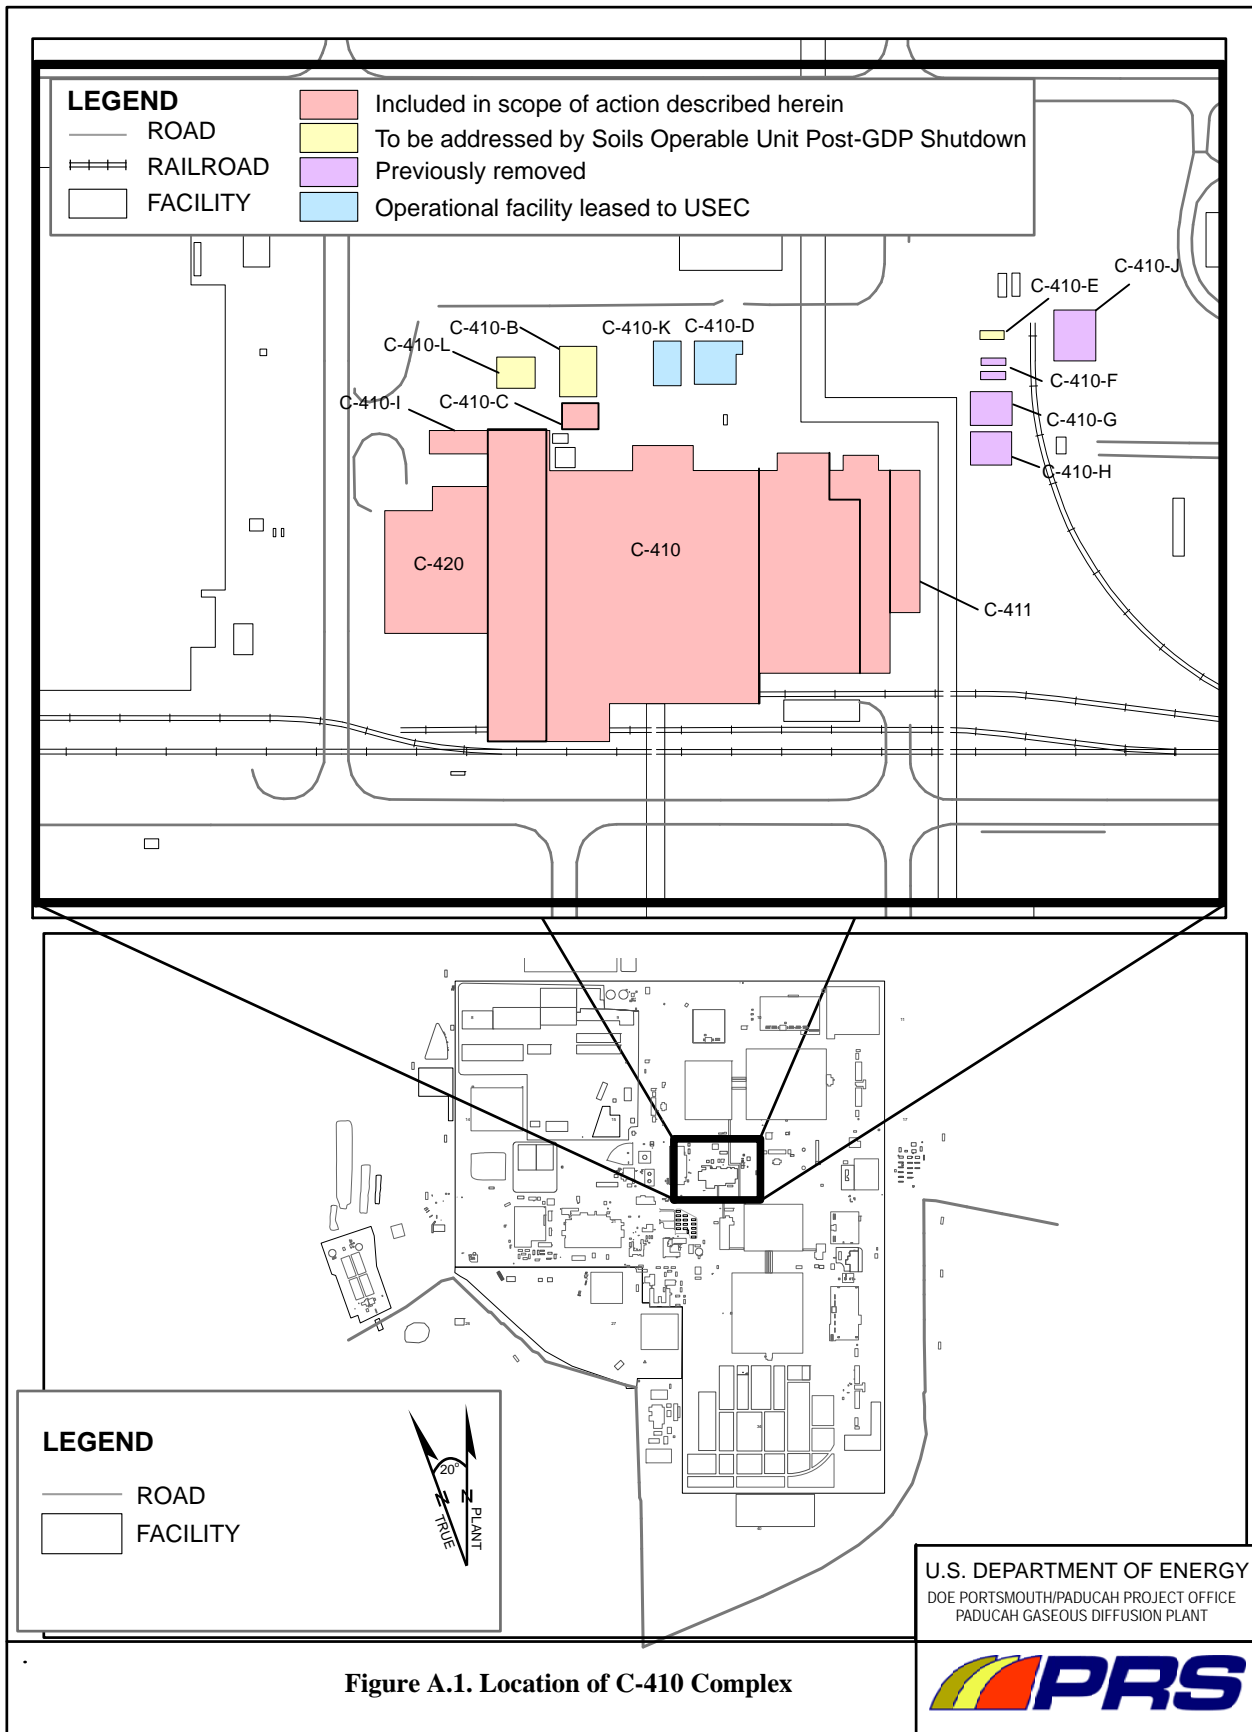 LEGEND
ROAD
RAILROAD
FACILITY
Included in scope of action described herein
To be addressed by Soils Operable Unit Post-GDP Shutdown
Previously removed
Operational facility leased to USEC
C-410-J
C-410-E
C-410-B
C-410-K
C-410-D
C-410-L
C-410-F
C-410-I
C-410-C
C-410-G
C-410-H
C-420
C-410
C-411
LEGEND
ROAD
FACILITY
20°
N
TRUE
N
PLANT
U.S. DEPARTMENT OF ENERGY
DOE PORTSMOUTH/PADUCAH PROJECT OFFICE
PADUCAH GASEOUS DIFFUSION PLANT
Figure A.1. Location of C-410 Complex
PRS